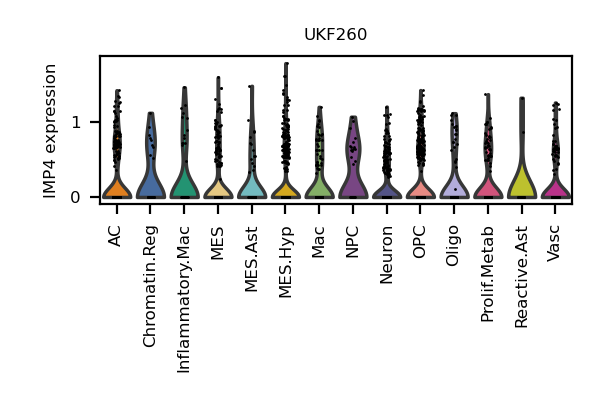 UKF260
IMP4 expression
1
0
AC
Chromatin.Reg
Inflammatory.Mac
MES
MES.Ast
MES.Hyp
Mac
NPC
Neuron
OPC
Oligo
Prolif.Metab
Reactive.Ast
Vasc